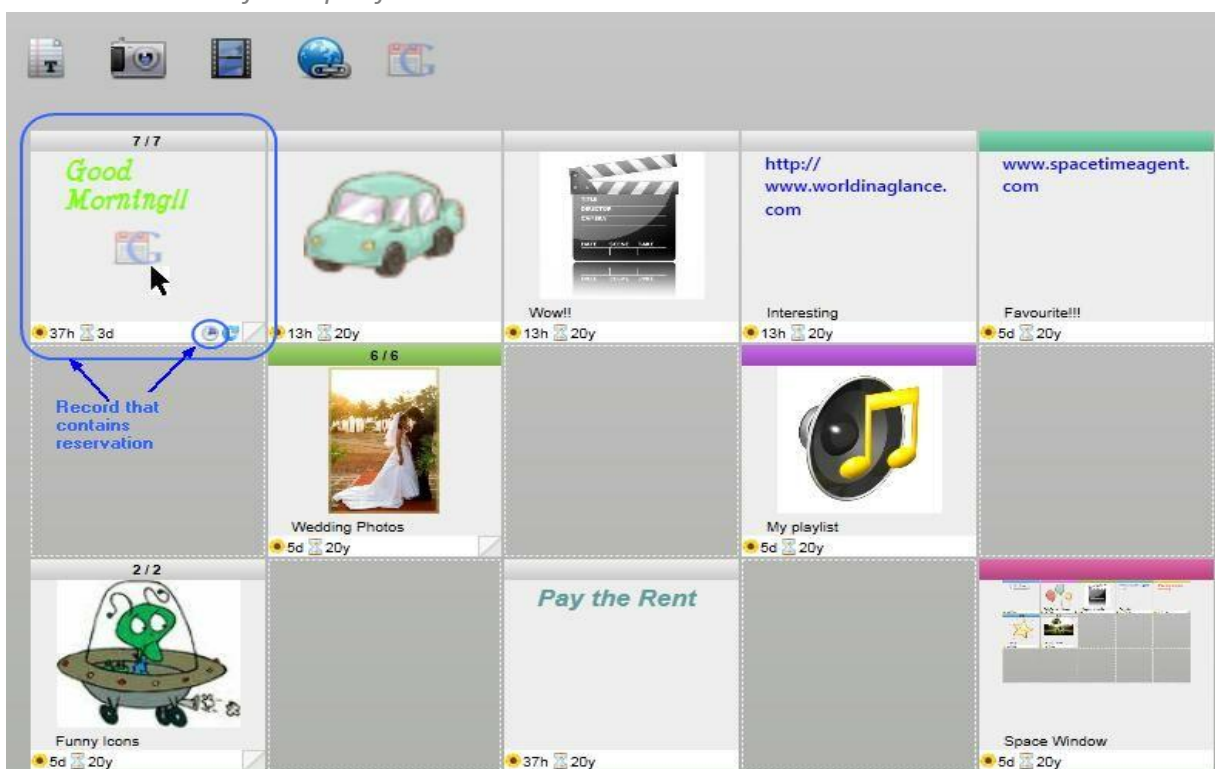 7 / 7
Good
Morning!!
37h 3d
13h 20y
Wow!!
13h 20y
http://
www.worldinaglance.
com
Interesting
13h 20y
www.spacetimeagent.
com
Favourite!!!
5d 20y
Record that
contains
reservation
6 / 6
Wedding Photos
5d 20y
My playlist
5d 20y
2 / 2
Funny Icons
5d 20y
Pay the Rent
37h 20y
Space Window
5d 20y